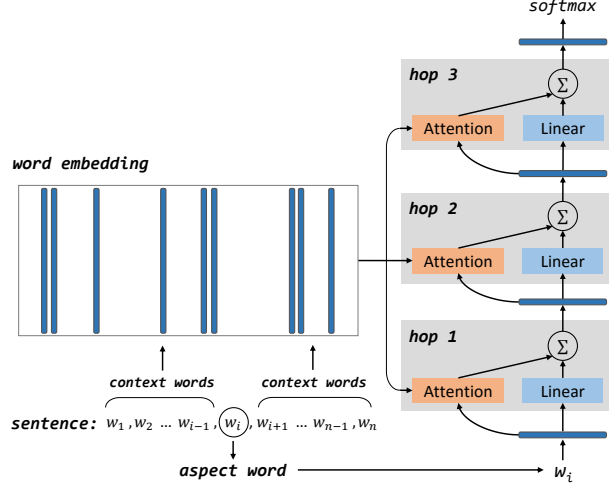 softmax
hop 3
Σ
Attention
Linear
word embedding
hop 2
Σ
Attention
Linear
hop 1
Σ
Attention
Linear
context words
context words
sentence: w₁,w₂ … wᵢ₋₁, wᵢ, wᵢ₊₁ … wₙ₋₁,wₙ
aspect word
wᵢ